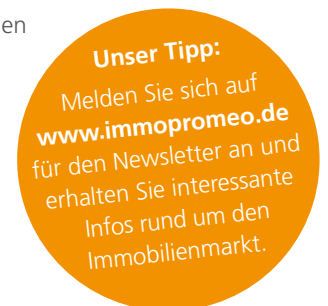 en
Unser Tipp:
Melden Sie sich auf
www.immopromeo.de
für den Newsletter an und
erhalten Sie interessante
Infos rund um den
Immobilienmarkt.